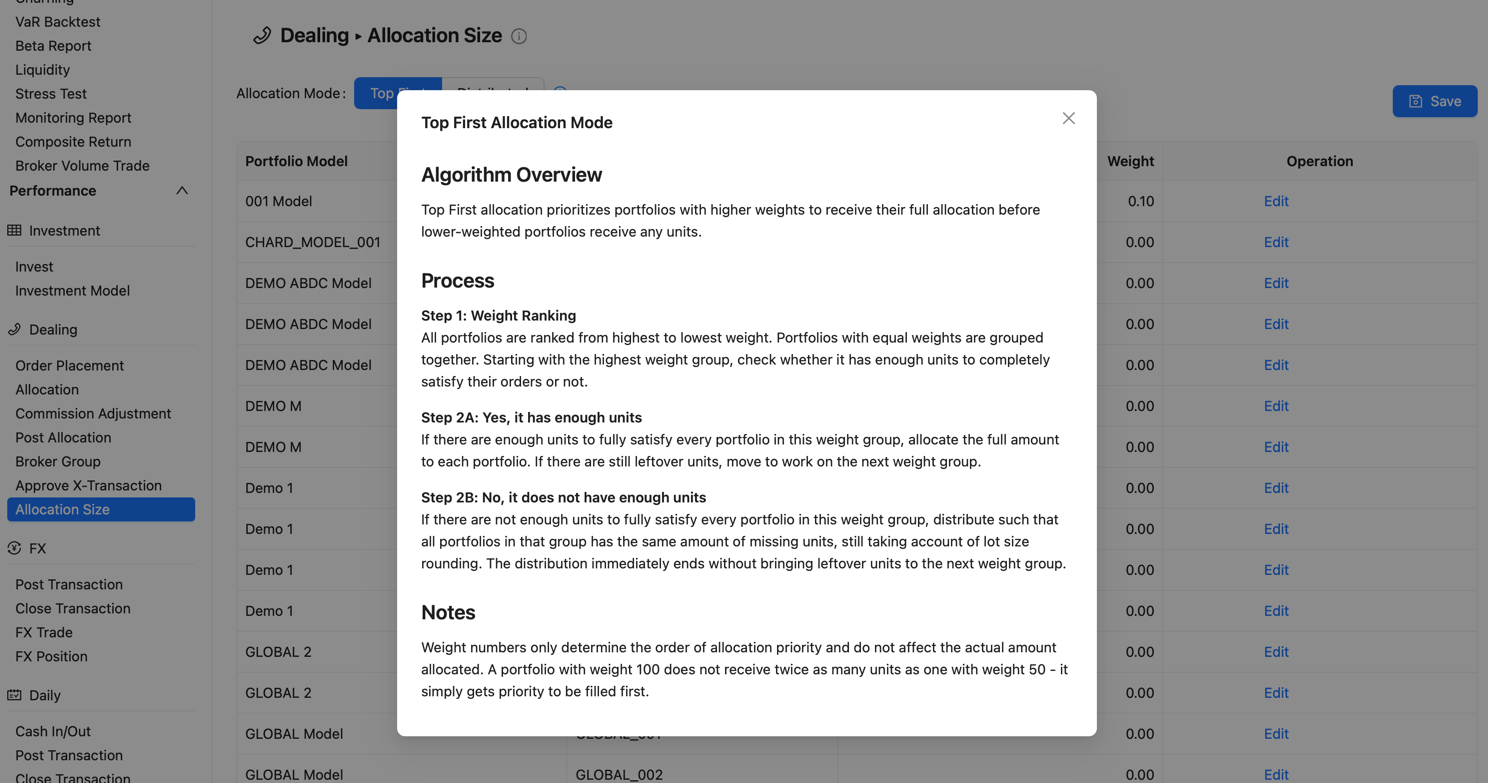 VaR Backtest
Beta Report
Liquidity
Stress Test
Monitoring Report
Composite Return
Broker Volume Trade
Performance
Investment
Invest
Investment Model
Dealing
Order Placement
Allocation
Commission Adjustment
Post Allocation
Broker Group
Approve X-Transaction
Allocation Size
FX
Post Transaction
Close Transaction
FX Trade
FX Position
Daily
Cash In/Out
Post Transaction
Close Transaction
Dealing ▸ Allocation Size
Allocation Mode:
Top First
Distributed
Save
Portfolio Model
Weight
Operation
001 Model
0.10
Edit
CHARD_MODEL_001
0.00
Edit
DEMO ABDC Model
0.00
Edit
DEMO ABDC Model
0.00
Edit
DEMO ABDC Model
0.00
Edit
DEMO M
0.00
Edit
DEMO M
0.00
Edit
Demo 1
0.00
Edit
Demo 1
0.00
Edit
Demo 1
0.00
Edit
Demo 1
0.00
Edit
GLOBAL 2
0.00
Edit
GLOBAL 2
0.00
Edit
GLOBAL Model
GLOBAL_001
0.00
Edit
GLOBAL Model
GLOBAL_002
0.00
Edit
Top First Allocation Mode
Algorithm Overview
Top First allocation prioritizes portfolios with higher weights to receive their full allocation before
lower-weighted portfolios receive any units.
Process
Step 1: Weight Ranking
All portfolios are ranked from highest to lowest weight. Portfolios with equal weights are grouped
together. Starting with the highest weight group, check whether it has enough units to completely
satisfy their orders or not.
Step 2A: Yes, it has enough units
If there are enough units to fully satisfy every portfolio in this weight group, allocate the full amount
to each portfolio. If there are still leftover units, move to work on the next weight group.
Step 2B: No, it does not have enough units
If there are not enough units to fully satisfy every portfolio in this weight group, distribute such that
all portfolios in that group has the same amount of missing units, still taking account of lot size
rounding. The distribution immediately ends without bringing leftover units to the next weight group.
Notes
Weight numbers only determine the order of allocation priority and do not affect the actual amount
allocated. A portfolio with weight 100 does not receive twice as many units as one with weight 50 - it
simply gets priority to be filled first.